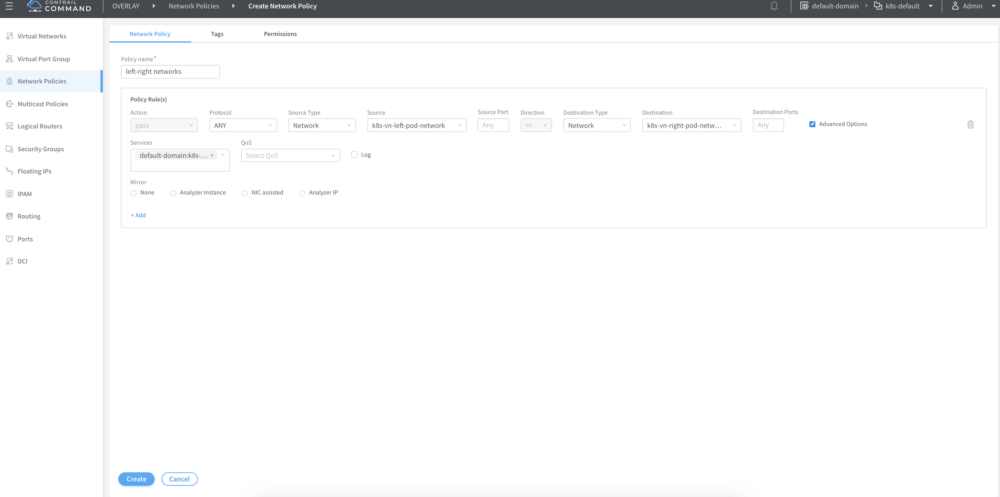 CONTRAIL
COMMAND
OVERLAY
Network Policies
Create Network Policy
default-domain
k8s-default
Admin
Virtual Networks
Virtual Port Group
Network Policies
Multicast Policies
Logical Routers
Security Groups
Floating IPs
IPAM
Routing
Ports
DCI
Network Policy
Tags
Permissions
Policy name*
left-right networks
Policy Rule(s)
Action
Protocol
Source Type
Source
Source Port
Direction
Destination Type
Destination
Destination Ports
pass
ANY
Network
k8s-vn-left-pod-network
Any
<>
Network
k8s-vn-right-pod-netw...
Any
Advanced Options
Services
QoS
default-domain:k8s-... ×
Select QoS
Log
Mirror
None
Analyzer Instance
NIC assisted
Analyzer IP
+ Add
Create
Cancel